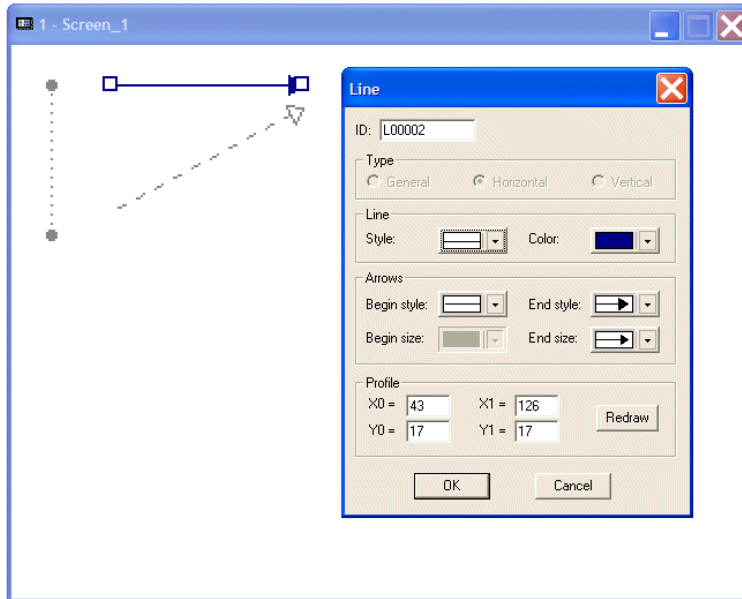 1 - Screen_1
Line
ID: L00002
Type
General Horizontal Vertical
Line
Style: Color:
Arrows
Begin style: End style:
Begin size: End size:
Profile
X0 = 43 X1 = 126
Y0 = 17 Y1 = 17
Redraw
OK Cancel